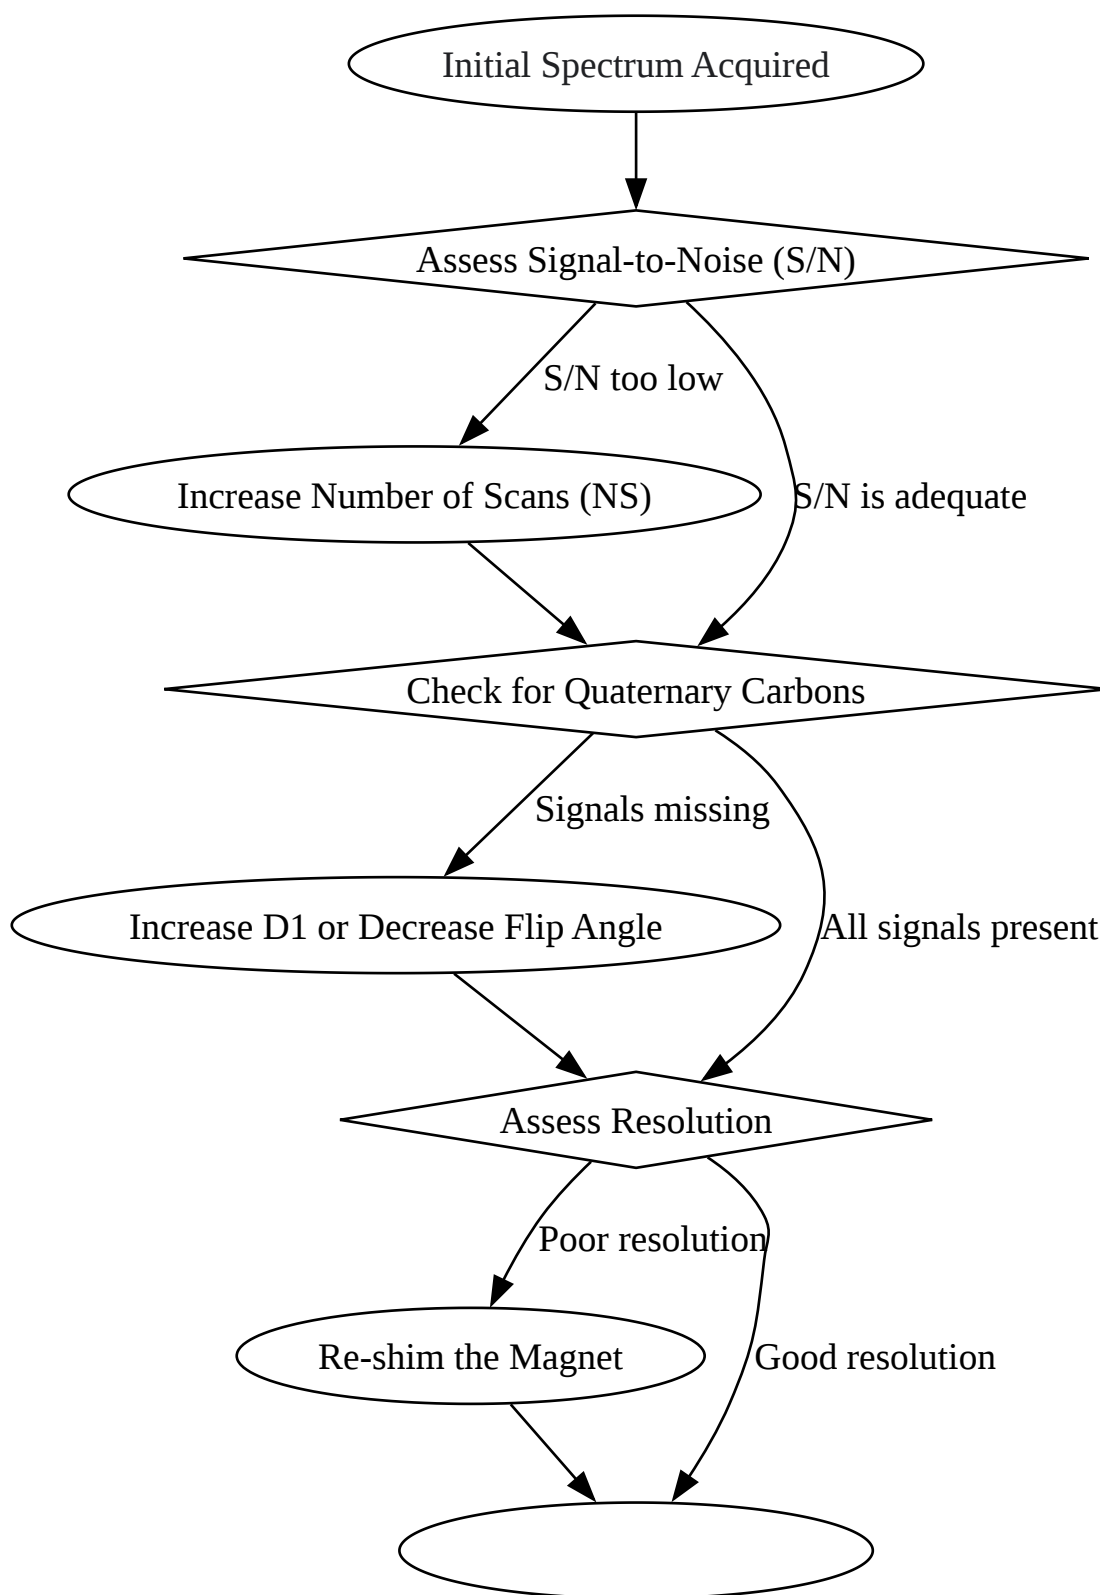 Initial Spectrum Acquired
Assess Signal-to-Noise (S/N)
S/N too low
Increase Number of Scans (NS)
S/N is adequate
Check for Quaternary Carbons
Signals missing
Increase D1 or Decrease Flip Angle
All signals present
Assess Resolution
Poor resolution
Re-shim the Magnet
Good resolution